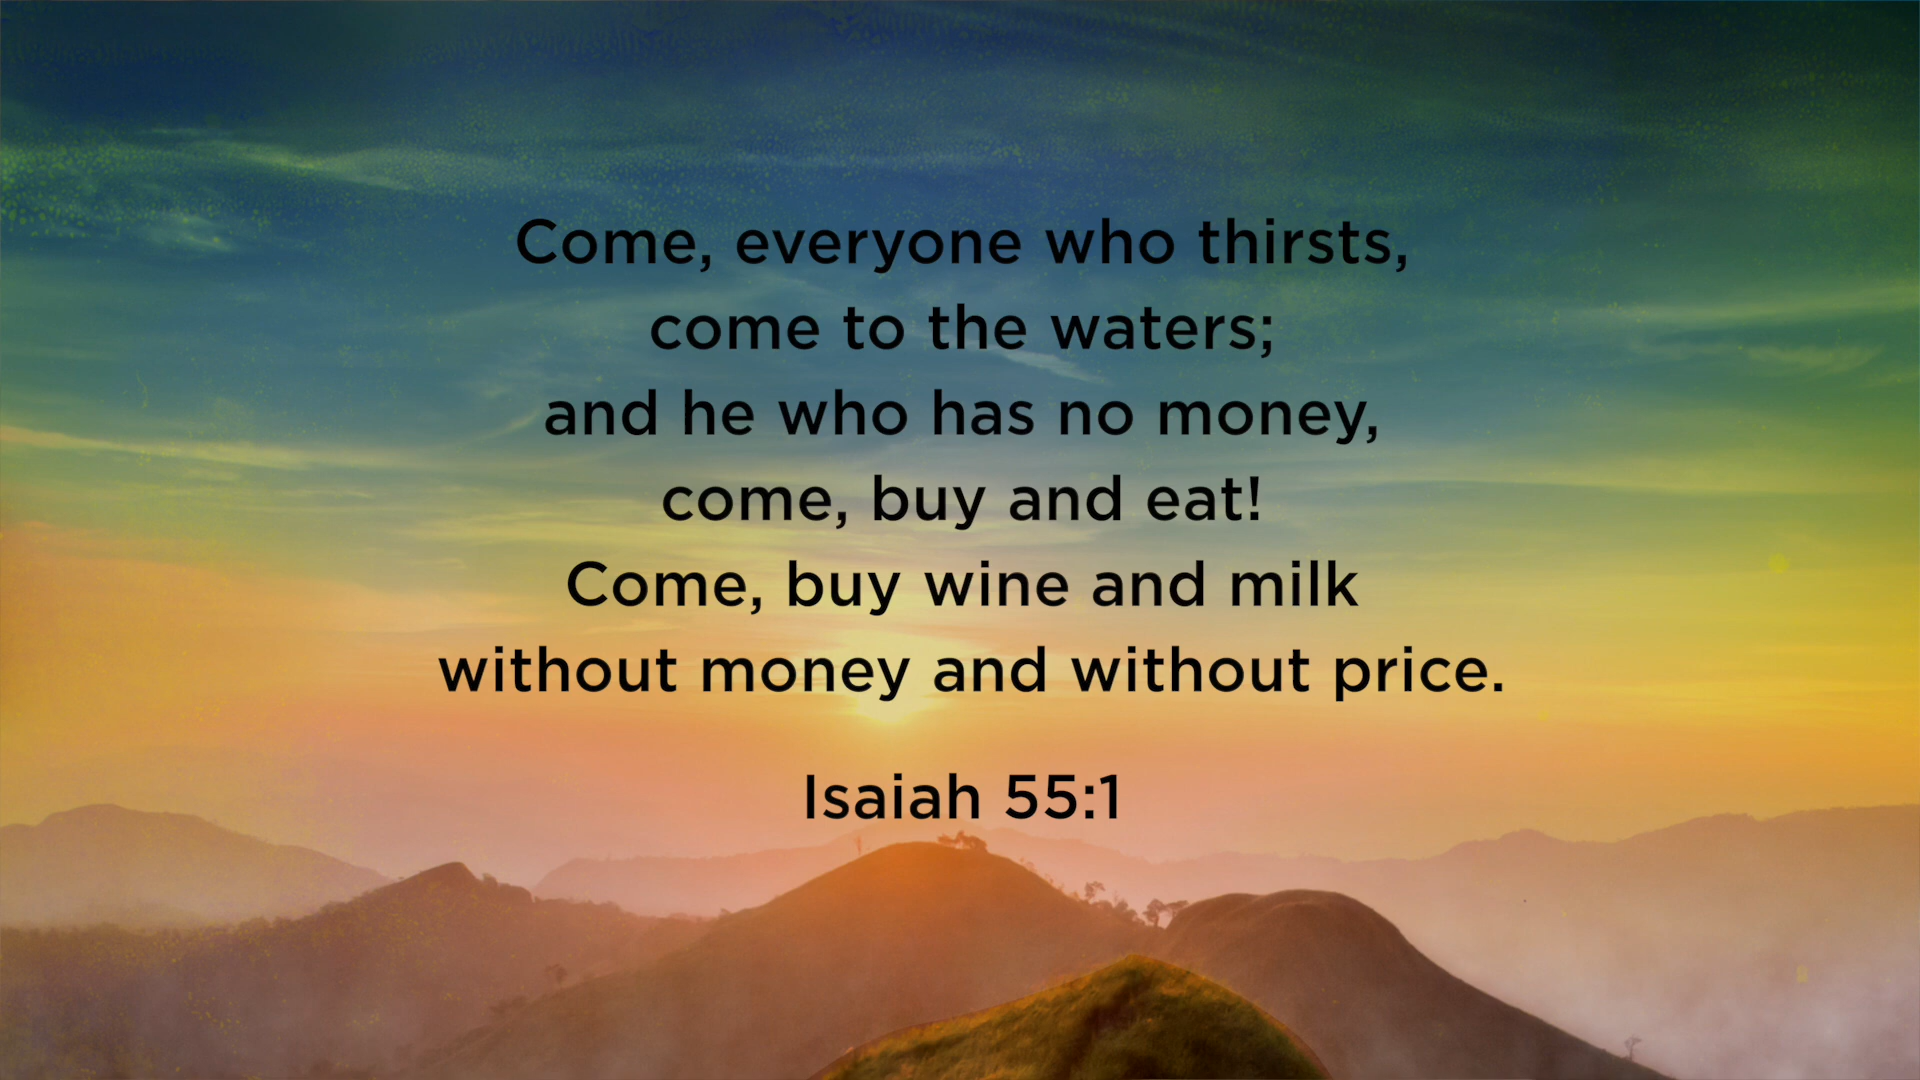 Come, everyone who thirsts,
come to the waters;
and he who has no money,
come, buy and eat!
Come, buy wine and milk
without money and without price.
Isaiah 55:1